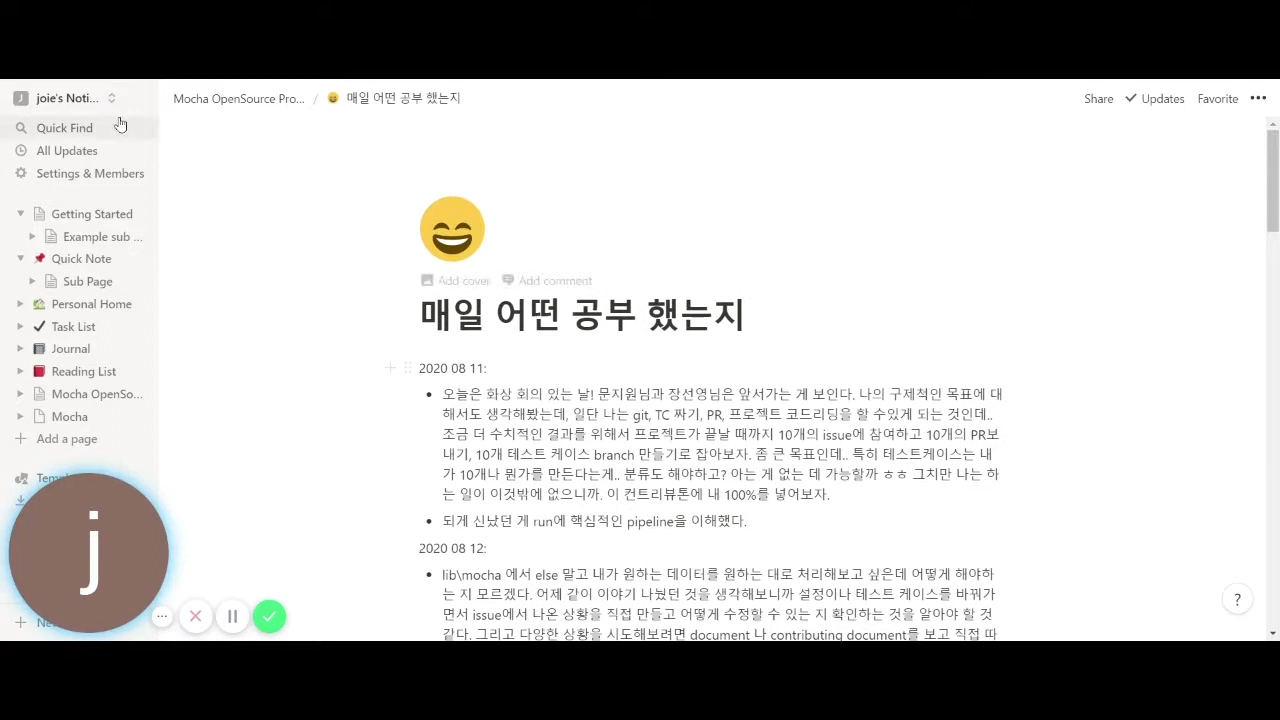 J joie's Noti...
Mocha OpenSource Pro... / 매일 어떤 공부 했는지
Share Updates Favorite
Quick Find
All Updates
Settings & Members
Getting Started
Example sub ...
Quick Note
Sub Page
Personal Home
Task List
Journal
Reading List
Mocha OpenSo...
Mocha
Add a page
j
Add cover Add comment
매일 어떤 공부 했는지
2020 08 11:
오늘은 화상 회의 있는 날! 문지원님과 장선영님은 앞서가는 게 보인다. 나의 구제척인 목표에 대
해서도 생각해봤는데, 일단 나는 git, TC 짜기, PR, 프로젝트 코드리딩을 할 수있게 되는 것인데..
조금 더 수치적인 결과를 위해서 프로젝트가 끝날 때까지 10개의 issue에 참여하고 10개의 PR보
내기, 10개 테스트 케이스 branch 만들기로 잡아보자. 좀 큰 목표인데.. 특히 테스트케이스는 내
가 10개나 뭔가를 만든다는게.. 분류도 해야하고? 아는 게 없는 데 가능할까 ㅎㅎ 그치만 나는 하
는 일이 이것밖에 없으니까. 이 컨트리뷰톤에 내 100%를 넣어보자.
되게 신났던 게 run에 핵심적인 pipeline을 이해했다.
2020 08 12:
lib\mocha 에서 else 말고 내가 원하는 데이터를 원하는 대로 처리해보고 싶은데 어떻게 해야하
는 지 모르겠다. 어제 같이 이야기 나눴던 것을 생각해보니까 설정이나 테스트 케이스를 바꿔가
면서 issue에서 나온 상황을 직접 만들고 어떻게 수정할 수 있는 지 확인하는 것을 알아야 할 것
같다. 그리고 다양한 상황을 시도해보려면 document 나 contributing document를 보고 직접 따
?